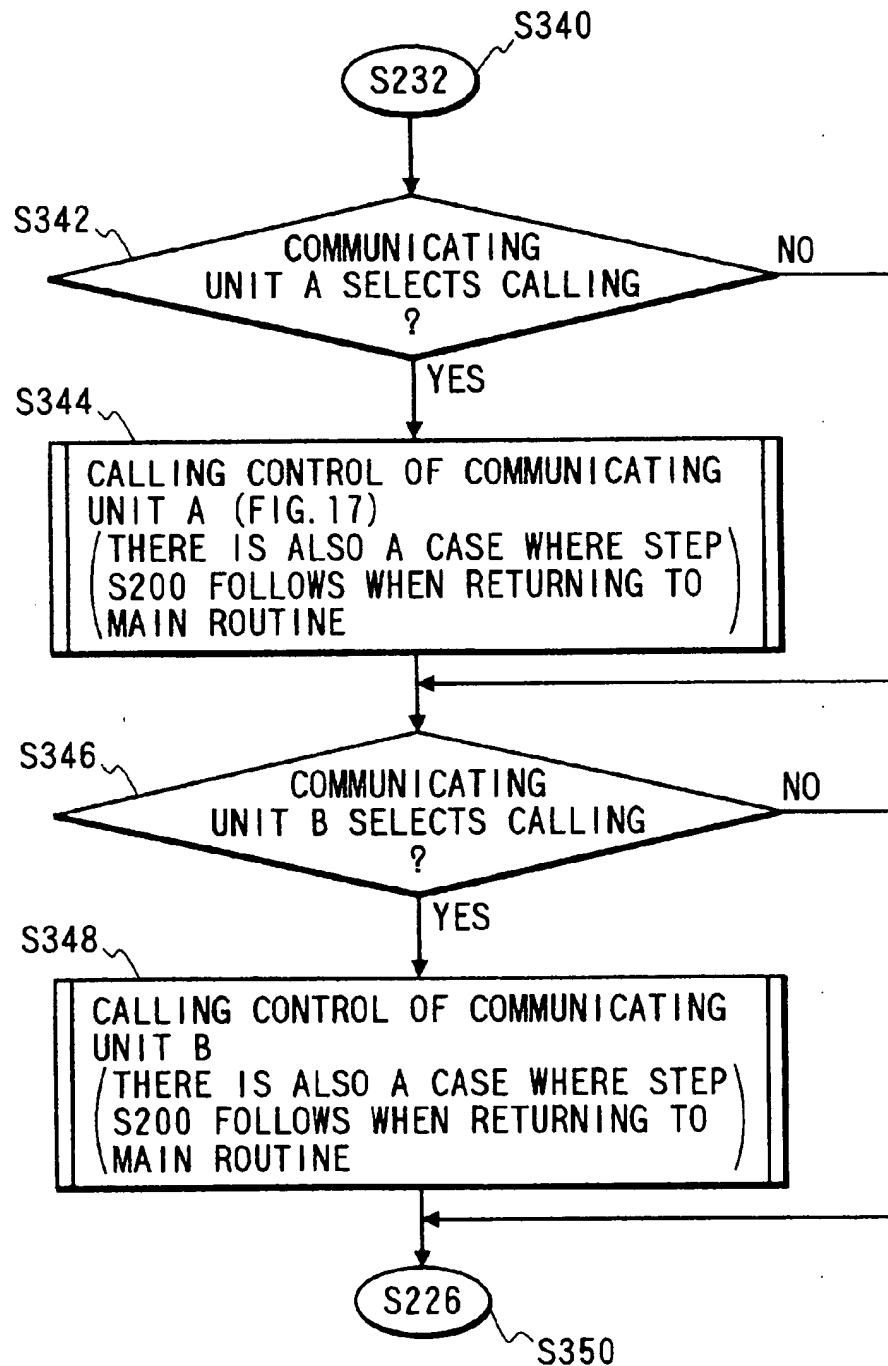 S340
S232
S342
COMMUNICATING
UNIT A SELECTS CALLING
?
NO
YES
S344
CALLING CONTROL OF COMMUNICATING
UNIT A (FIG.17)
(THERE IS ALSO A CASE WHERE STEP
S200 FOLLOWS WHEN RETURNING TO
MAIN ROUTINE)
S346
COMMUNICATING
UNIT B SELECTS CALLING
?
NO
YES
S348
CALLING CONTROL OF COMMUNICATING
UNIT B
(THERE IS ALSO A CASE WHERE STEP
S200 FOLLOWS WHEN RETURNING TO
MAIN ROUTINE)
S226
S350